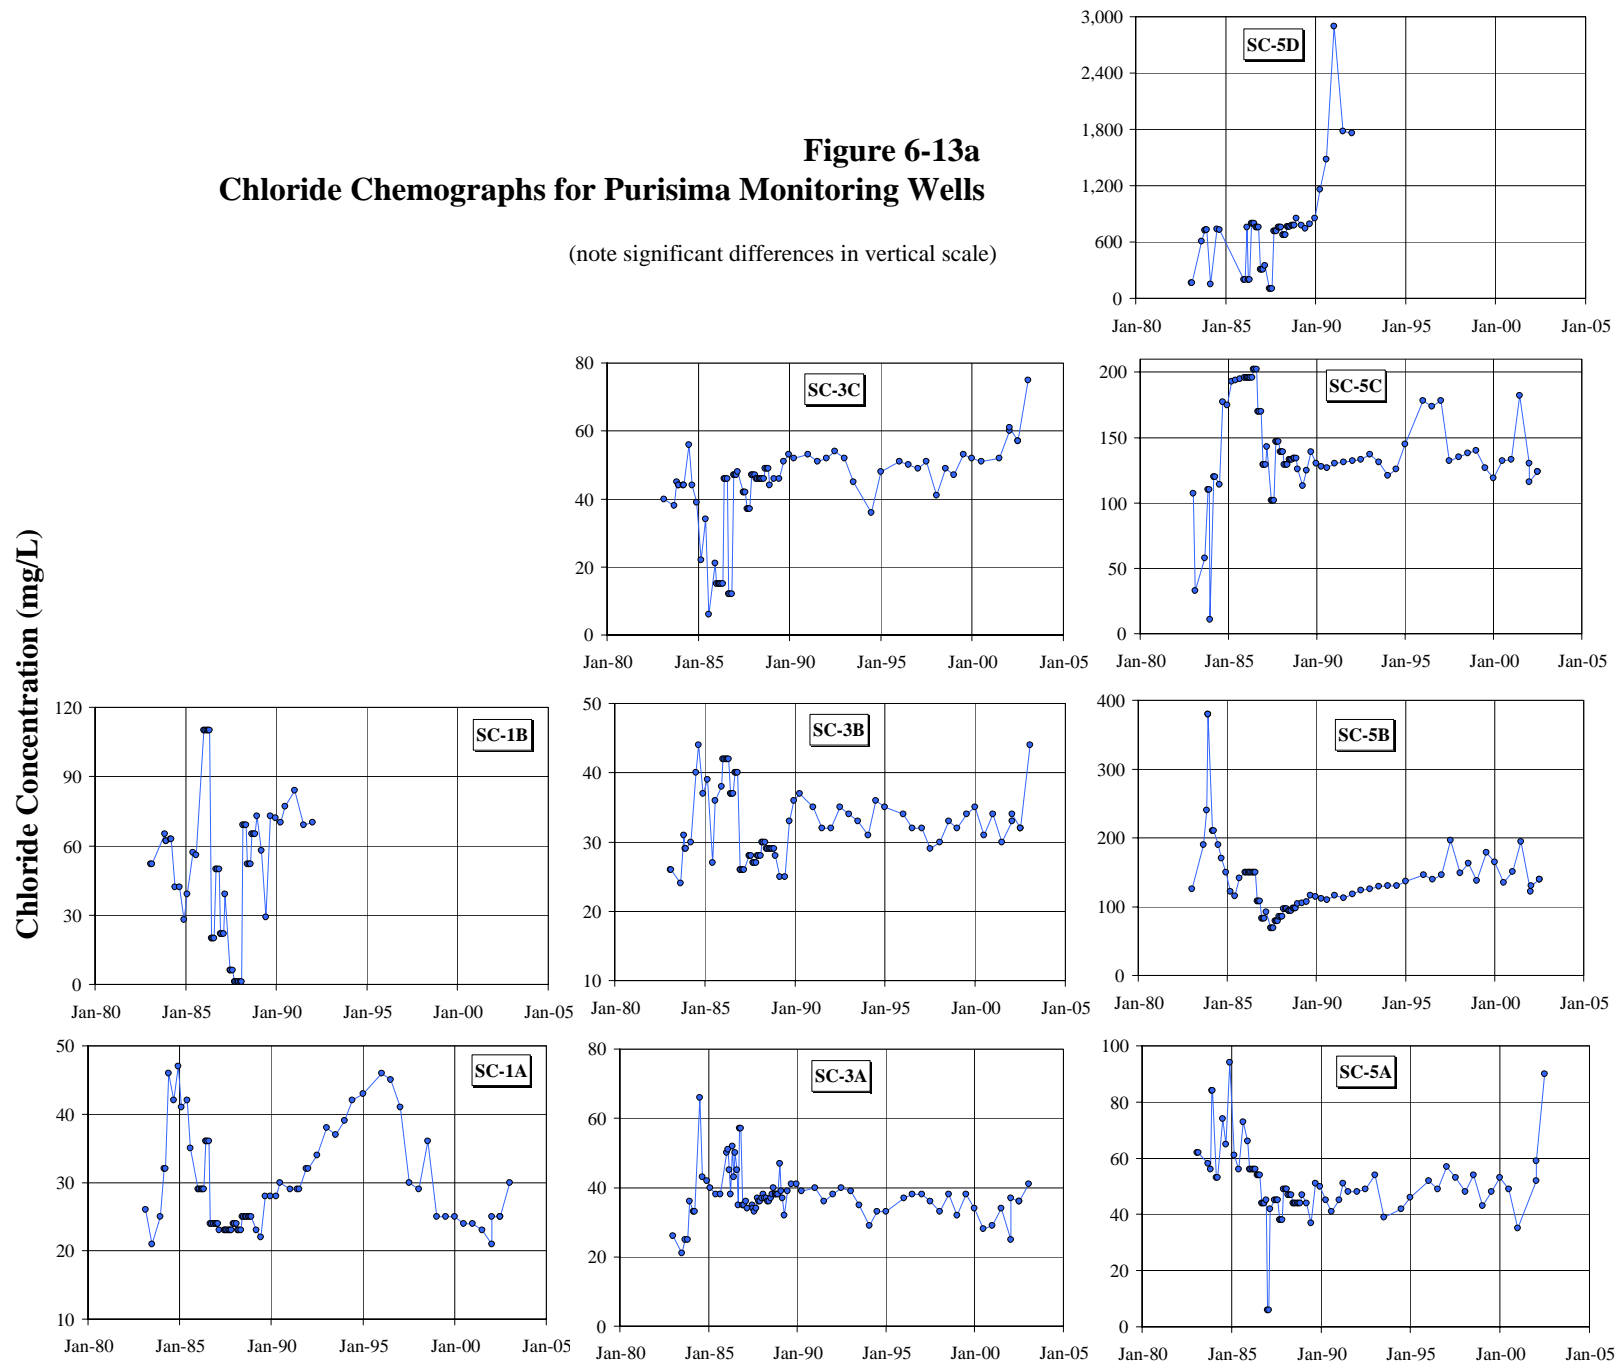 Figure 6-13a
Chloride Chemographs for Purisima Monitoring Wells
(note significant differences in vertical scale)
Chloride Concentration (mg/L)
SC-5D
3,000
2,400
1,800
1,200
600
0
Jan-80 Jan-85 Jan-90 Jan-95 Jan-00 Jan-05
SC-3C
80
60
40
20
0
Jan-80 Jan-85 Jan-90 Jan-95 Jan-00 Jan-05
SC-5C
200
150
100
50
0
Jan-80 Jan-85 Jan-90 Jan-95 Jan-00 Jan-05
SC-1B
120
90
60
30
0
Jan-80 Jan-85 Jan-90 Jan-95 Jan-00 Jan-05
SC-3B
50
40
30
20
10
Jan-80 Jan-85 Jan-90 Jan-95 Jan-00 Jan-05
SC-5B
400
300
200
100
0
Jan-80 Jan-85 Jan-90 Jan-95 Jan-00 Jan-05
SC-1A
50
40
30
20
10
Jan-80 Jan-85 Jan-90 Jan-95 Jan-00 Jan-05
SC-3A
80
60
40
20
0
Jan-80 Jan-85 Jan-90 Jan-95 Jan-00 Jan-05
SC-5A
100
80
60
40
20
0
Jan-80 Jan-85 Jan-90 Jan-95 Jan-00 Jan-05